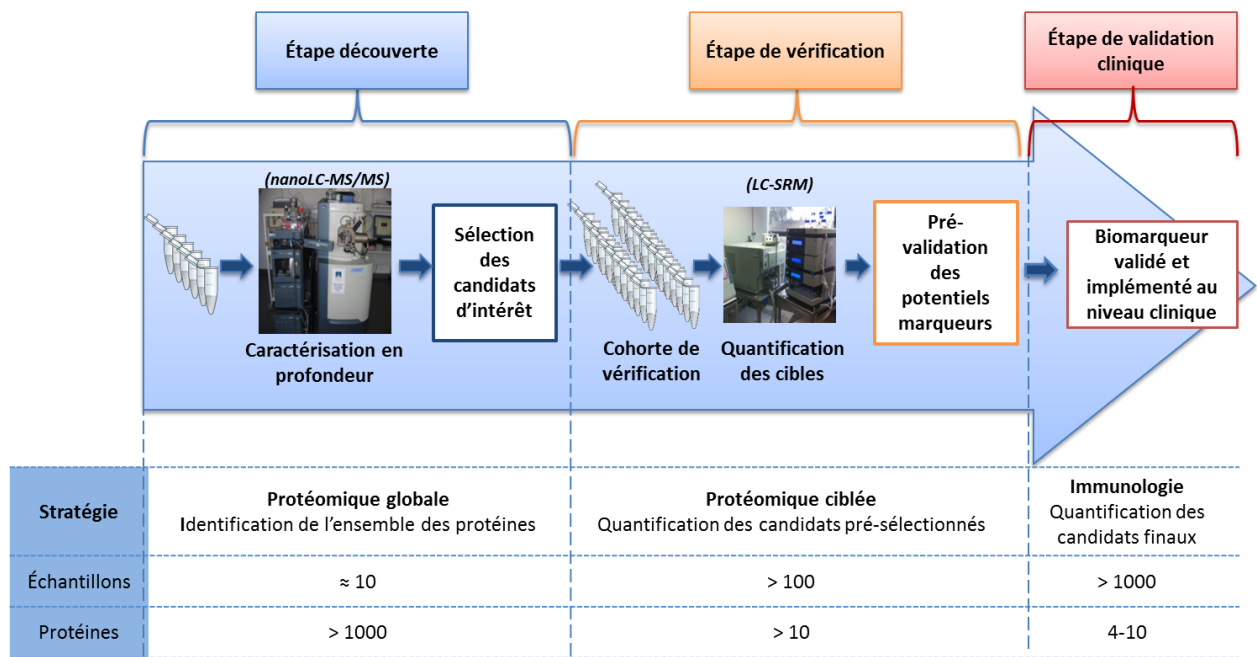 Étape découverte
Étape de vérification
Étape de validation
clinique
(nanoLC-MS/MS)
Caractérisation en
profondeur
Sélection
des
candidats
d'intérêt
Cohorte de
vérification
(LC-SRM)
Quantification
des cibles
Pré-
validation
des
potentiels
marqueurs
Biomarqueur
validé et
implémenté au
niveau clinique
Stratégie
Protéomique globale
Identification de l'ensemble des protéines
Protéomique ciblée
Quantification des candidats pré-sélectionnés
Immunologie
Quantification des
candidats finaux
Échantillons
≈ 10
> 100
> 1000
Protéines
> 1000
> 10
4-10